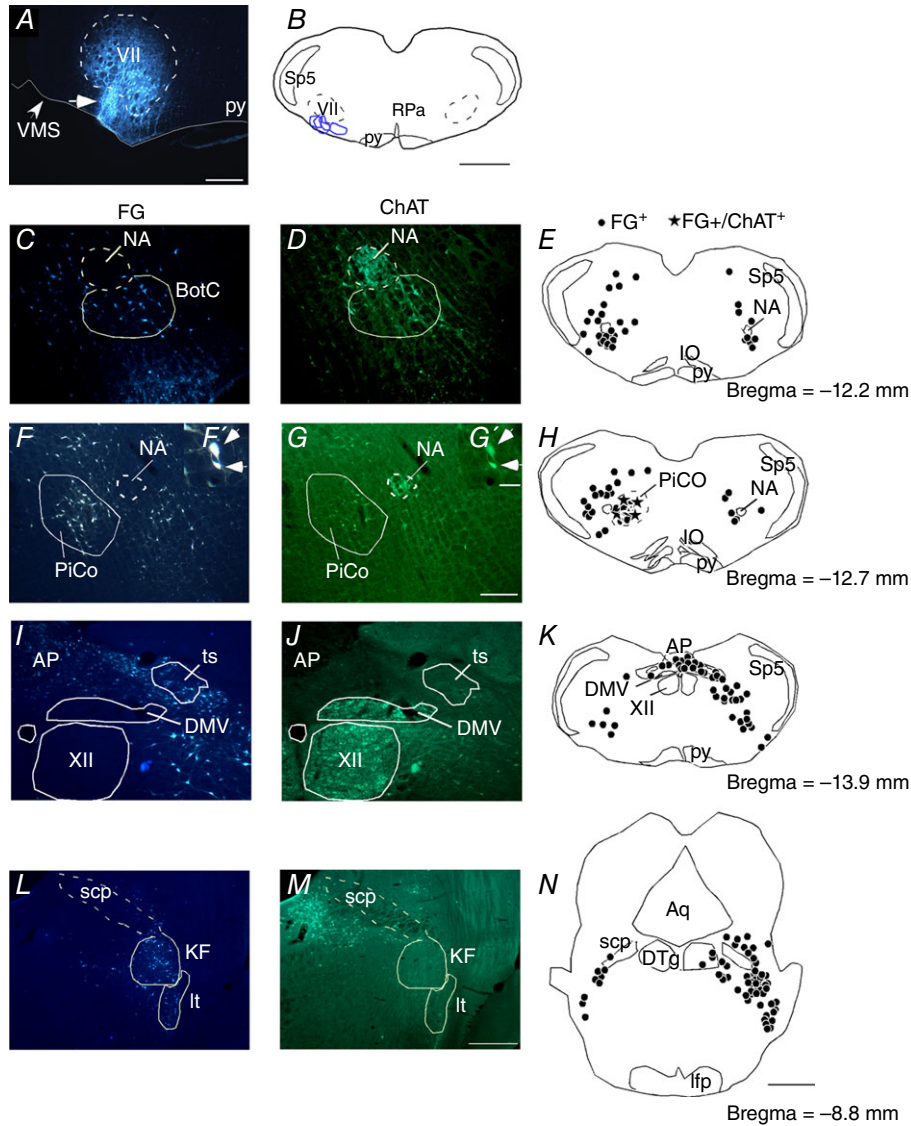 A
VII
VMS
py
B
Sp5
VII
RPa
py
FG
ChAT
C
NA
BotC
D
NA
● FG+ ★ FG+/ChAT+
E
Sp5
NA
IO
py
Bregma = –12.2 mm
F
NA
F′
PiCo
G
NA
G′
PiCo
H
Sp5
PiCO
NA
IO
py
Bregma = –12.7 mm
I
AP
ts
DMV
XII
J
AP
ts
DMV
XII
K
AP
Sp5
DMV
XII
py
Bregma = –13.9 mm
L
scp
KF
lt
M
scp
KF
lt
N
Aq
scp
DTg
lfp
Bregma = –8.8 mm